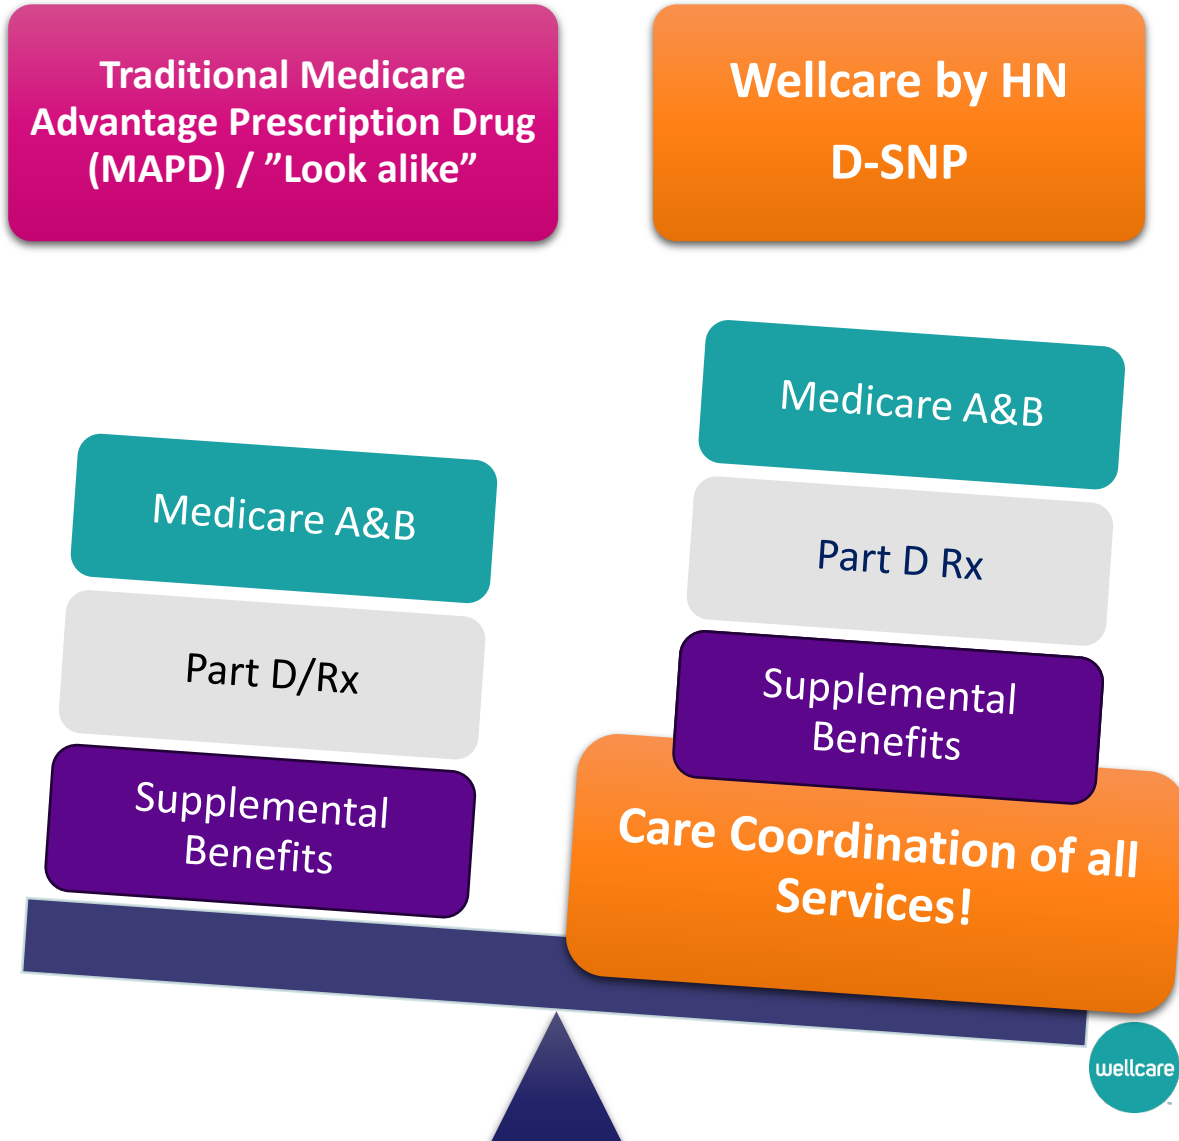 Traditional Medicare
Advantage Prescription Drug
(MAPD) / ”Look alike”
Wellcare by HN
D-SNP
Medicare A&B
Part D/Rx
Supplemental
Benefits
Medicare A&B
Part D Rx
Supplemental
Benefits
Care Coordination of all
Services!
wellcare
™